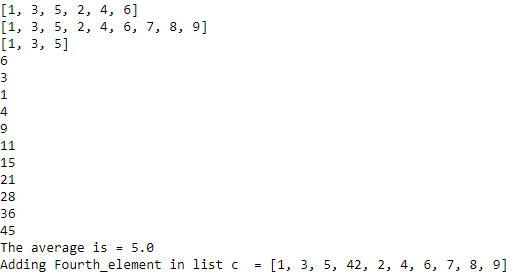 [1, 3, 5, 2, 4, 6]
[1, 3, 5, 2, 4, 6, 7, 8, 9]
[1, 3, 5]
6
3
1
4
9
11
15
21
28
36
45
The average is = 5.0
Adding Fourth_element in list c  = [1, 3, 5, 42, 2, 4, 6, 7, 8, 9]